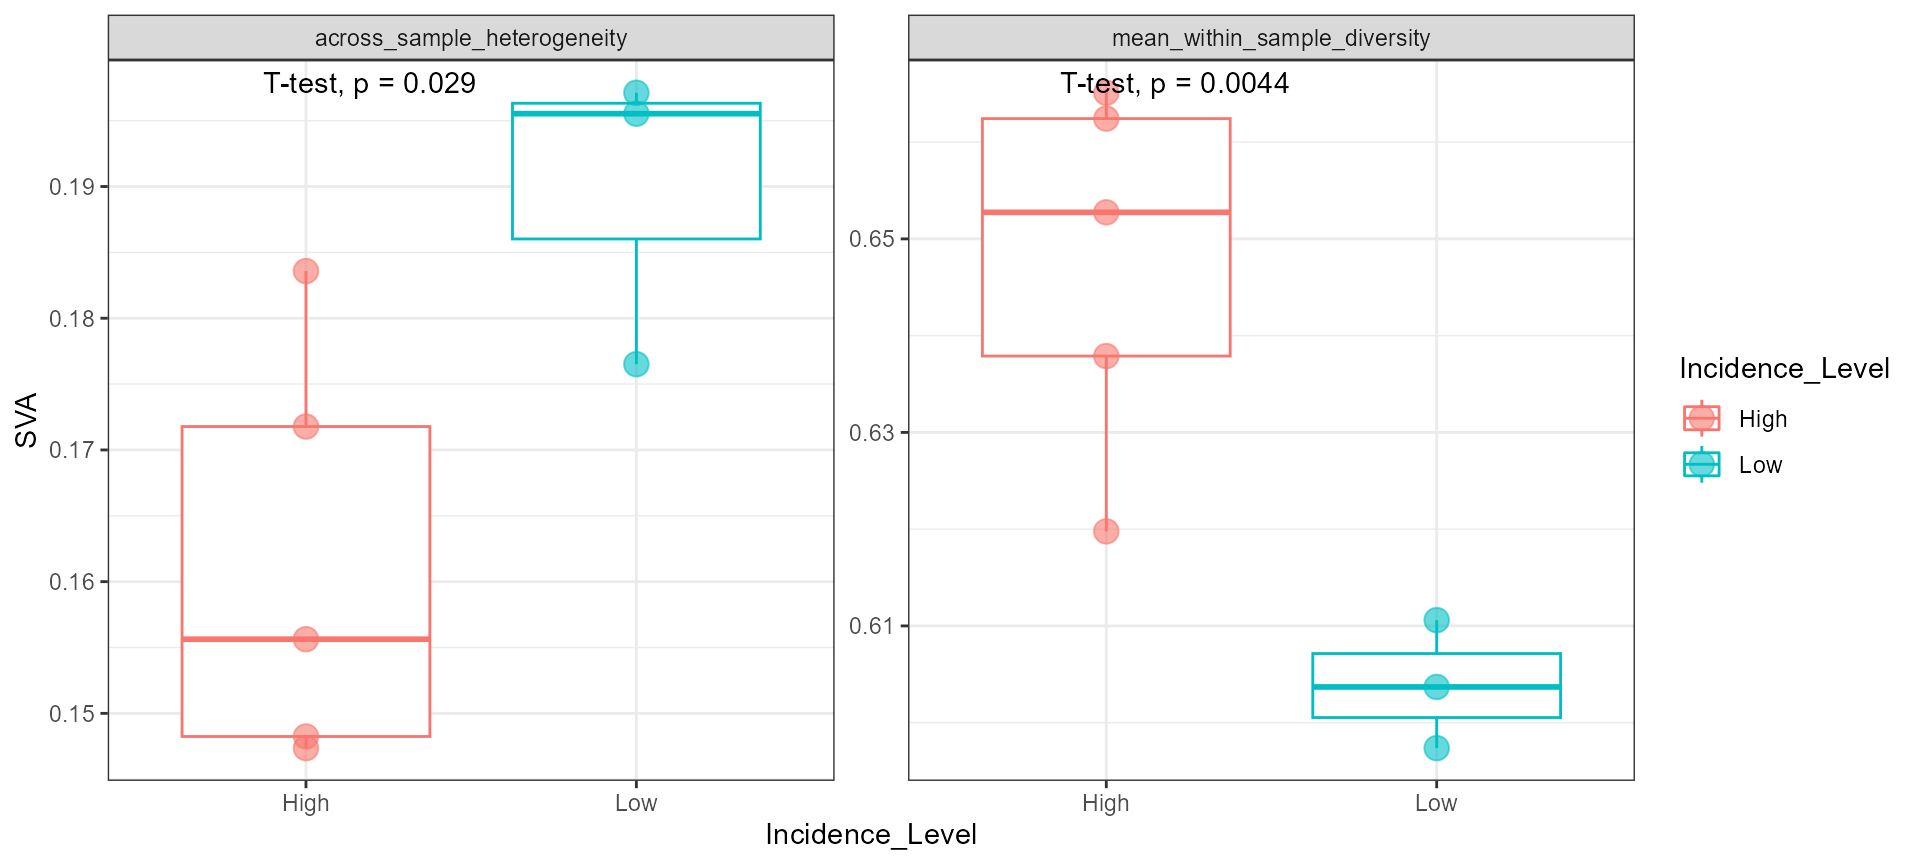 across_sample_heterogeneity
mean_within_sample_diversity
T-test, p = 0.029
T-test, p = 0.0044
SVA
0.19
0.18
0.17
0.16
0.15
0.65
0.63
0.61
High
Low
High
Low
Incidence_Level
Incidence_Level
High
Low